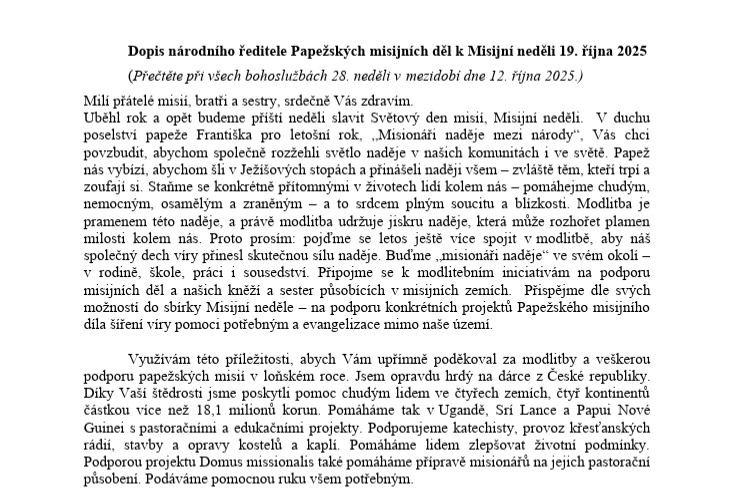 Dopis národního ředitele Papežských misijních děl k Misijní neděli 19. října 2025
(Přečtěte při všech bohoslužbách 28. neděli v mezidobí dne 12. října 2025.)
Milí přátelé misií, bratři a sestry, srdečně Vás zdravím.
Uběhl rok a opět budeme příští neděli slavit Světový den misií, Misijní neděli. V duchu
poselství papeže Františka pro letošní rok, „Misionáři naděje mezi národy“, Vás chci
povzbudit, abychom společně rozžehli světlo naděje v našich komunitách i ve světě. Papež
nás vybízí, abychom šli v Ježíšových stopách a přinášeli naději všem – zvláště těm, kteří trpí a
zoufají si. Staňme se konkrétně přítomnými v životech lidí kolem nás – pomáhejme chudým,
nemocným, osamělým a zraněným – a to srdcem plným soucitu a blízkosti. Modlitba je
pramenem této naděje, a právě modlitba udržuje jiskru naděje, která může rozhořet plamen
milosti kolem nás. Proto prosím: pojďme se letos ještě více spojit v modlitbě, aby náš
společný dech víry přinesl skutečnou sílu naděje. Buďme „misionáři naděje“ ve svém okolí –
v rodině, škole, práci i sousedství. Připojme se k modlitebním iniciativám na podporu
misijních děl a našich kněží a sester působících v misijních zemích. Přispějme dle svých
možností do sbírky Misijní neděle – na podporu konkrétních projektů Papežského misijního
díla šíření víry pomoci potřebným a evangelizace mimo naše území.
Využívám této příležitosti, abych Vám upřímně poděkoval za modlitby a veškerou
podporu papežských misií v loňském roce. Jsem opravdu hrdý na dárce z České republiky.
Díky Vaší štědrosti jsme poskytli pomoc chudým lidem ve čtyřech zemích, čtyř kontinentů
částkou více než 18,1 milionů korun. Pomáháme tak v Ugandě, Srí Lance a Papui Nové
Guinei s pastoračními a edukačními projekty. Podporujeme katechisty, provoz křesťanských
rádií, stavby a opravy kostelů a kaplí. Pomáháme lidem zlepšovat životní podmínky.
Podporou projektu Domus missionalis také pomáháme přípravě misionářů na jejich pastorační
působení. Podáváme pomocnou ruku všem potřebným.